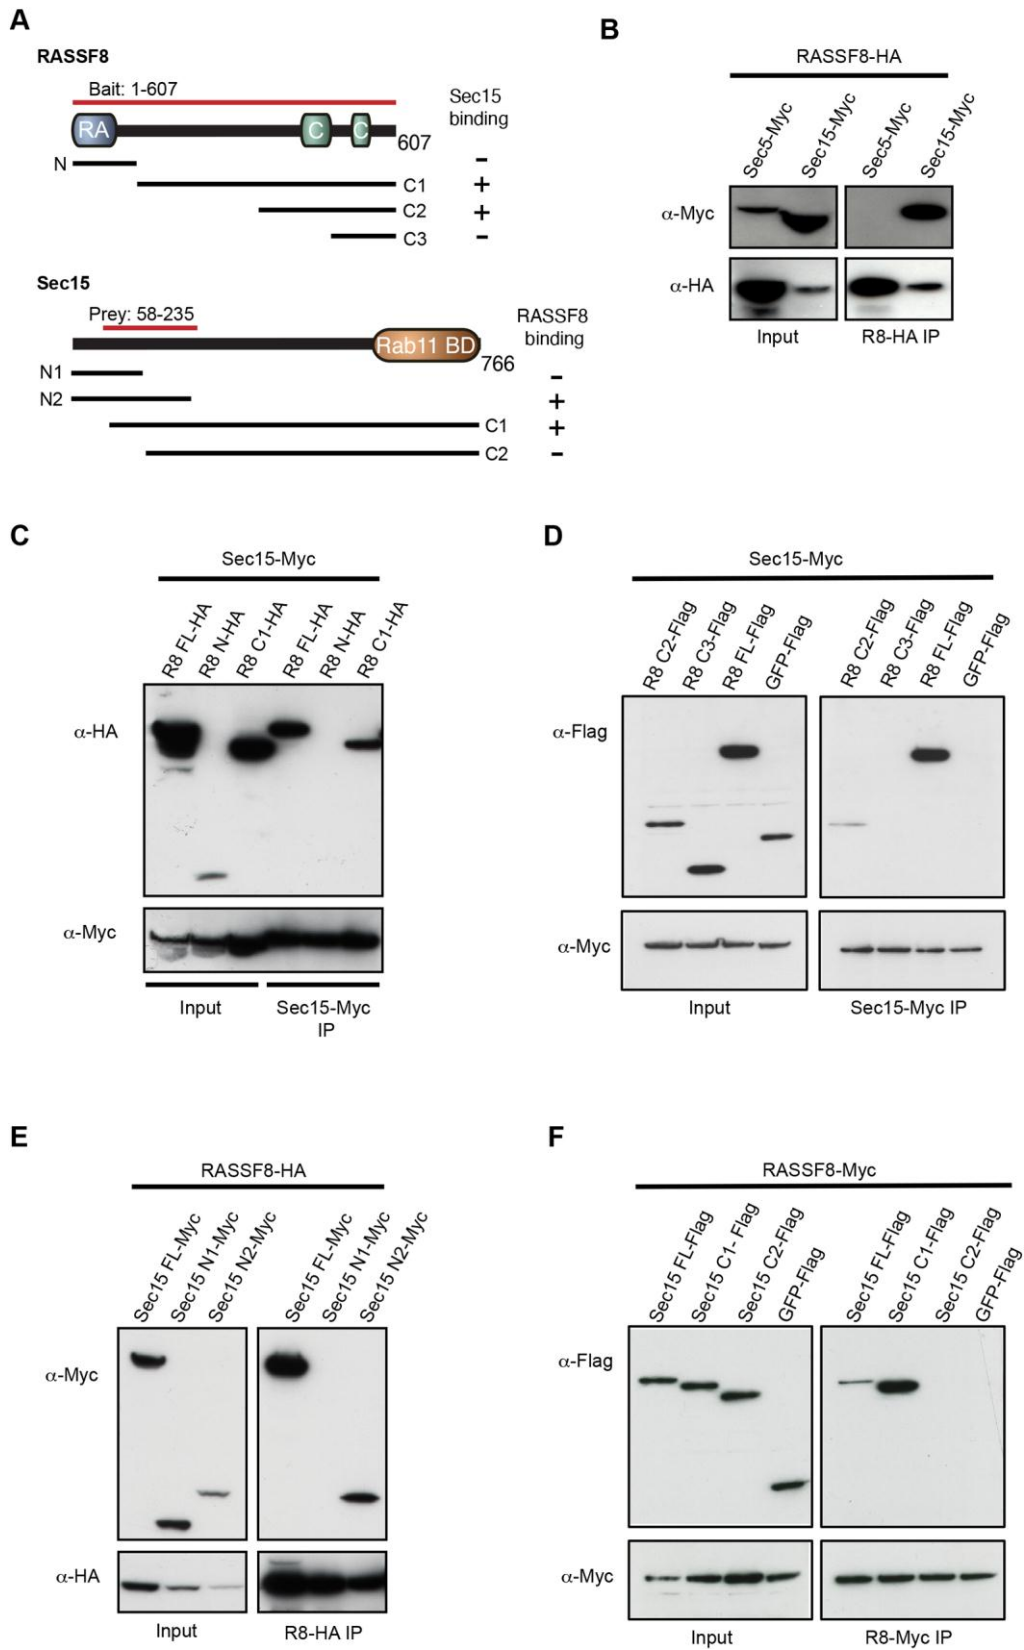 A
RASSF8
Bait: 1-607
Sec15
binding
RA
C
C
607
N
-
C1
+
C2
+
C3
-
Sec15
Prey: 58-235
RASSF8
binding
Rab11 BD
766
N1
-
N2
+
C1
+
C2
-
B
RASSF8-HA
Sec5-Myc
Sec15-Myc
Sec5-Myc
Sec15-Myc
α-Myc
α-HA
Input
R8-HA IP
C
Sec15-Myc
R8 FL-HA
R8 N-HA
R8 C1-HA
R8 FL-HA
R8 N-HA
R8 C1-HA
α-HA
α-Myc
Input
Sec15-Myc
IP
D
Sec15-Myc
R8 C2-Flag
R8 C3-Flag
R8 FL-Flag
GFP-Flag
R8 C2-Flag
R8 C3-Flag
R8 FL-Flag
GFP-Flag
α-Flag
α-Myc
Input
Sec15-Myc IP
E
RASSF8-HA
Sec15 FL-Myc
Sec15 N1-Myc
Sec15 N2-Myc
Sec15 FL-Myc
Sec15 N1-Myc
Sec15 N2-Myc
α-Myc
α-HA
Input
R8-HA IP
F
RASSF8-Myc
Sec15 FL-Flag
Sec15 C1- Flag
Sec15 C2-Flag
GFP-Flag
Sec15 FL-Flag
Sec15 C1-Flag
Sec15 C2-Flag
GFP-Flag
α-Flag
α-Myc
Input
R8-Myc IP